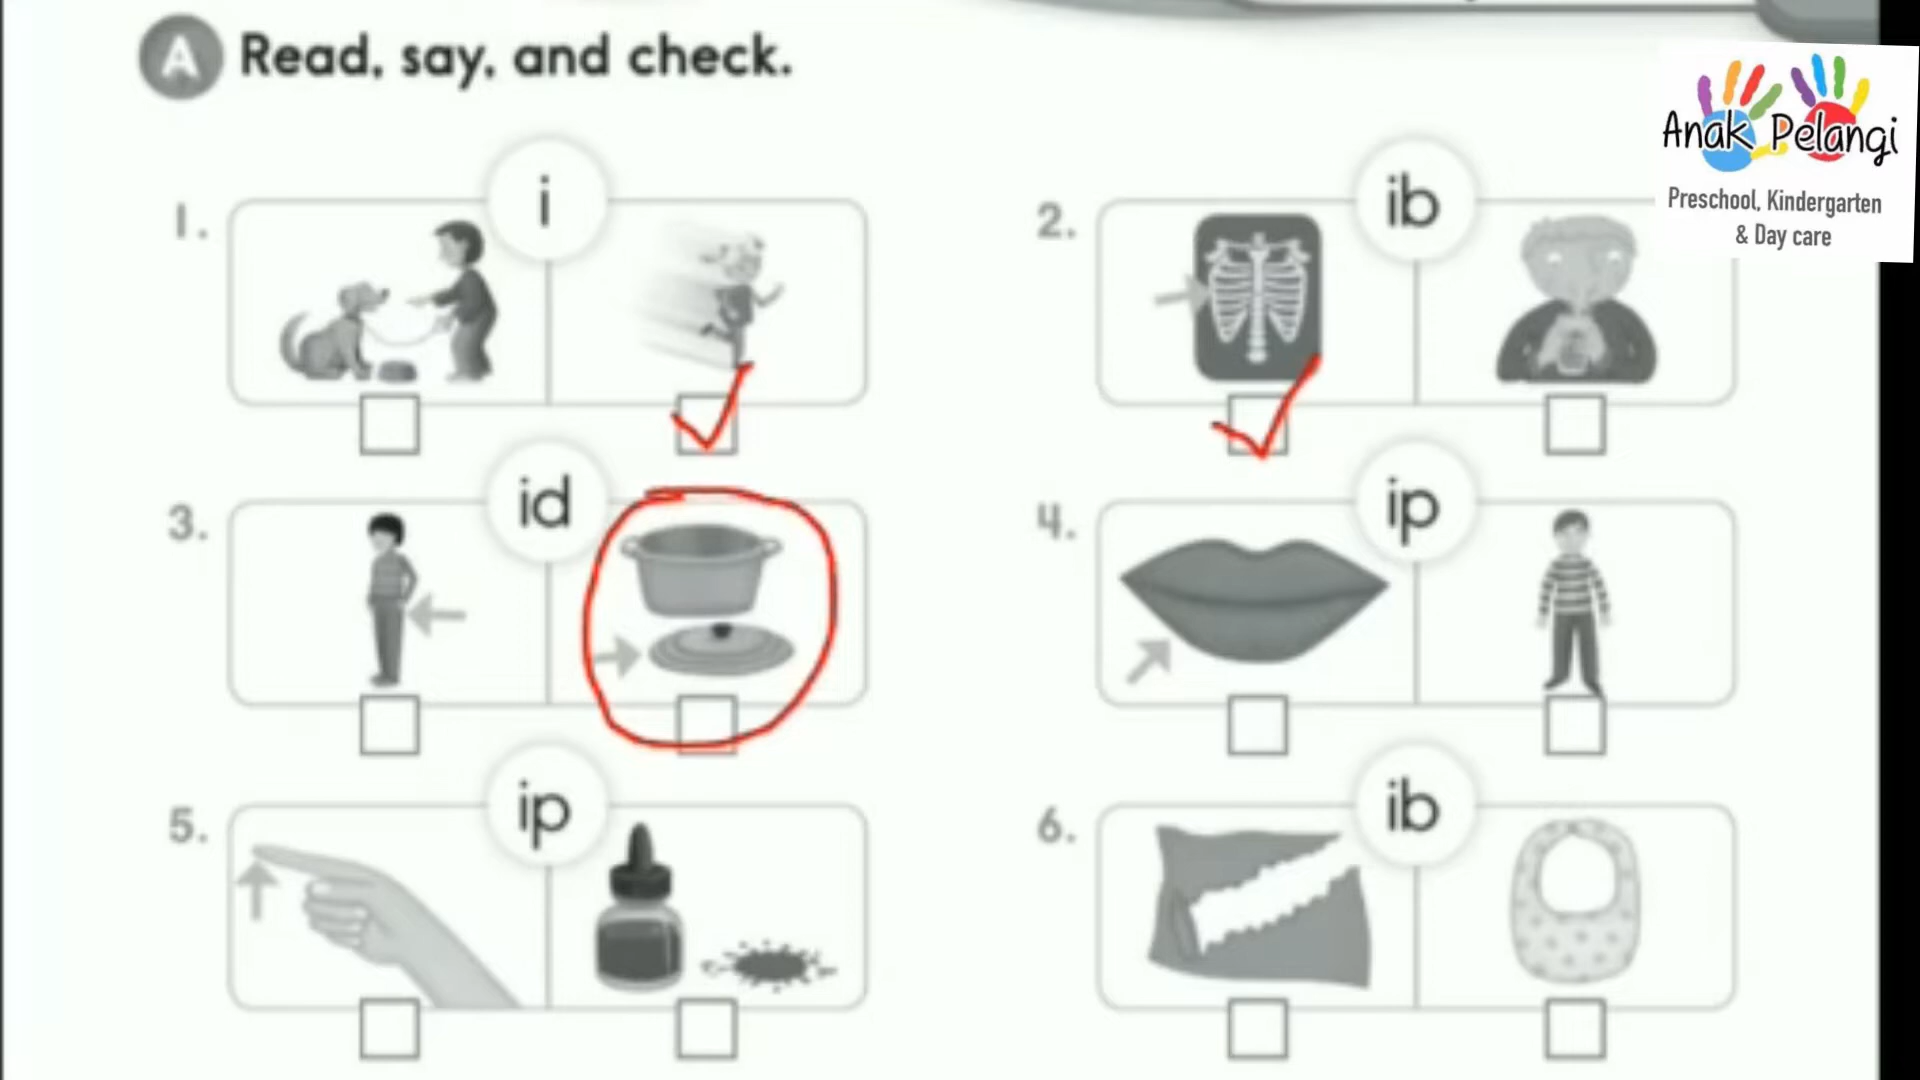 A Read, say, and check.
Anak Pelangi
Preschool, Kindergarten
& Day care
1. i
2. ib
3. id
4. ip
5. ip
6. ib